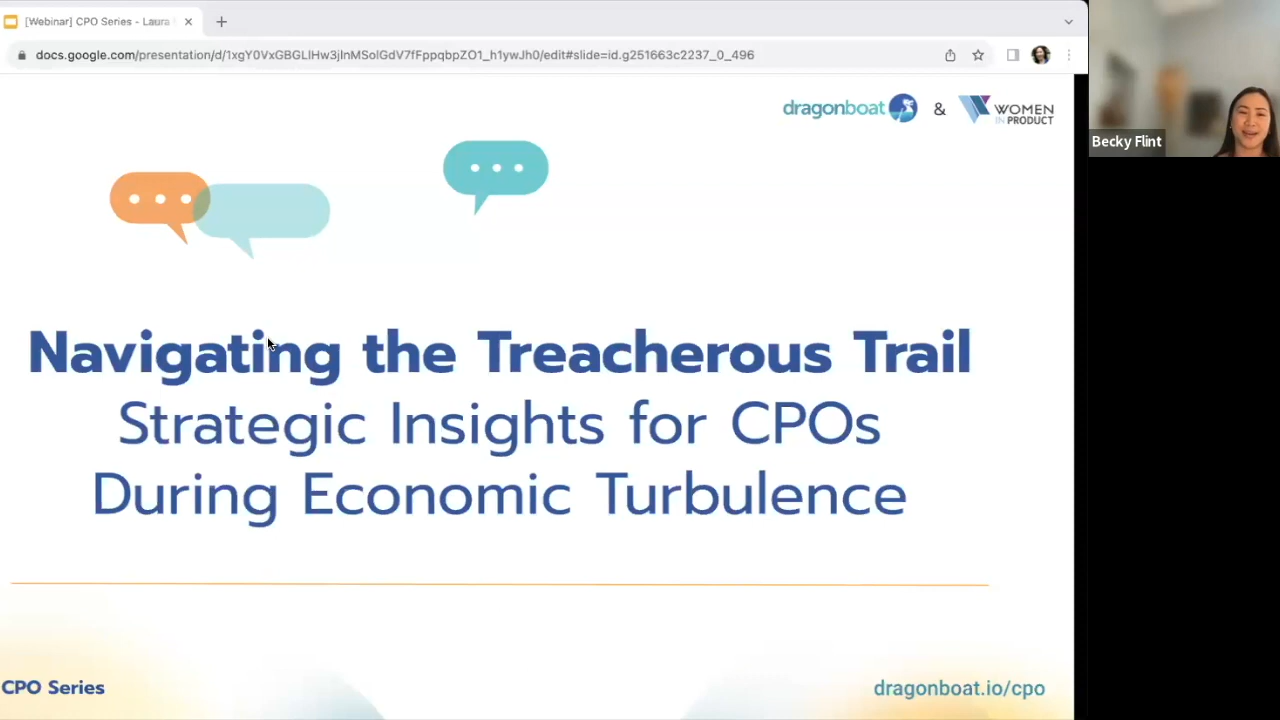 [Webinar] CPO Series - Laura
docs.google.com/presentation/d/1xgY0VxGBGLIHw3jlnMSolGdV7fFppqbpZO1_h1ywJh0/edit#slide=id.g251663c2237_0_496
dragonboat & WOMEN IN PRODUCT
Becky Flint
Navigating the Treacherous Trail
Strategic Insights for CPOs
During Economic Turbulence
CPO Series
dragonboat.io/cpo